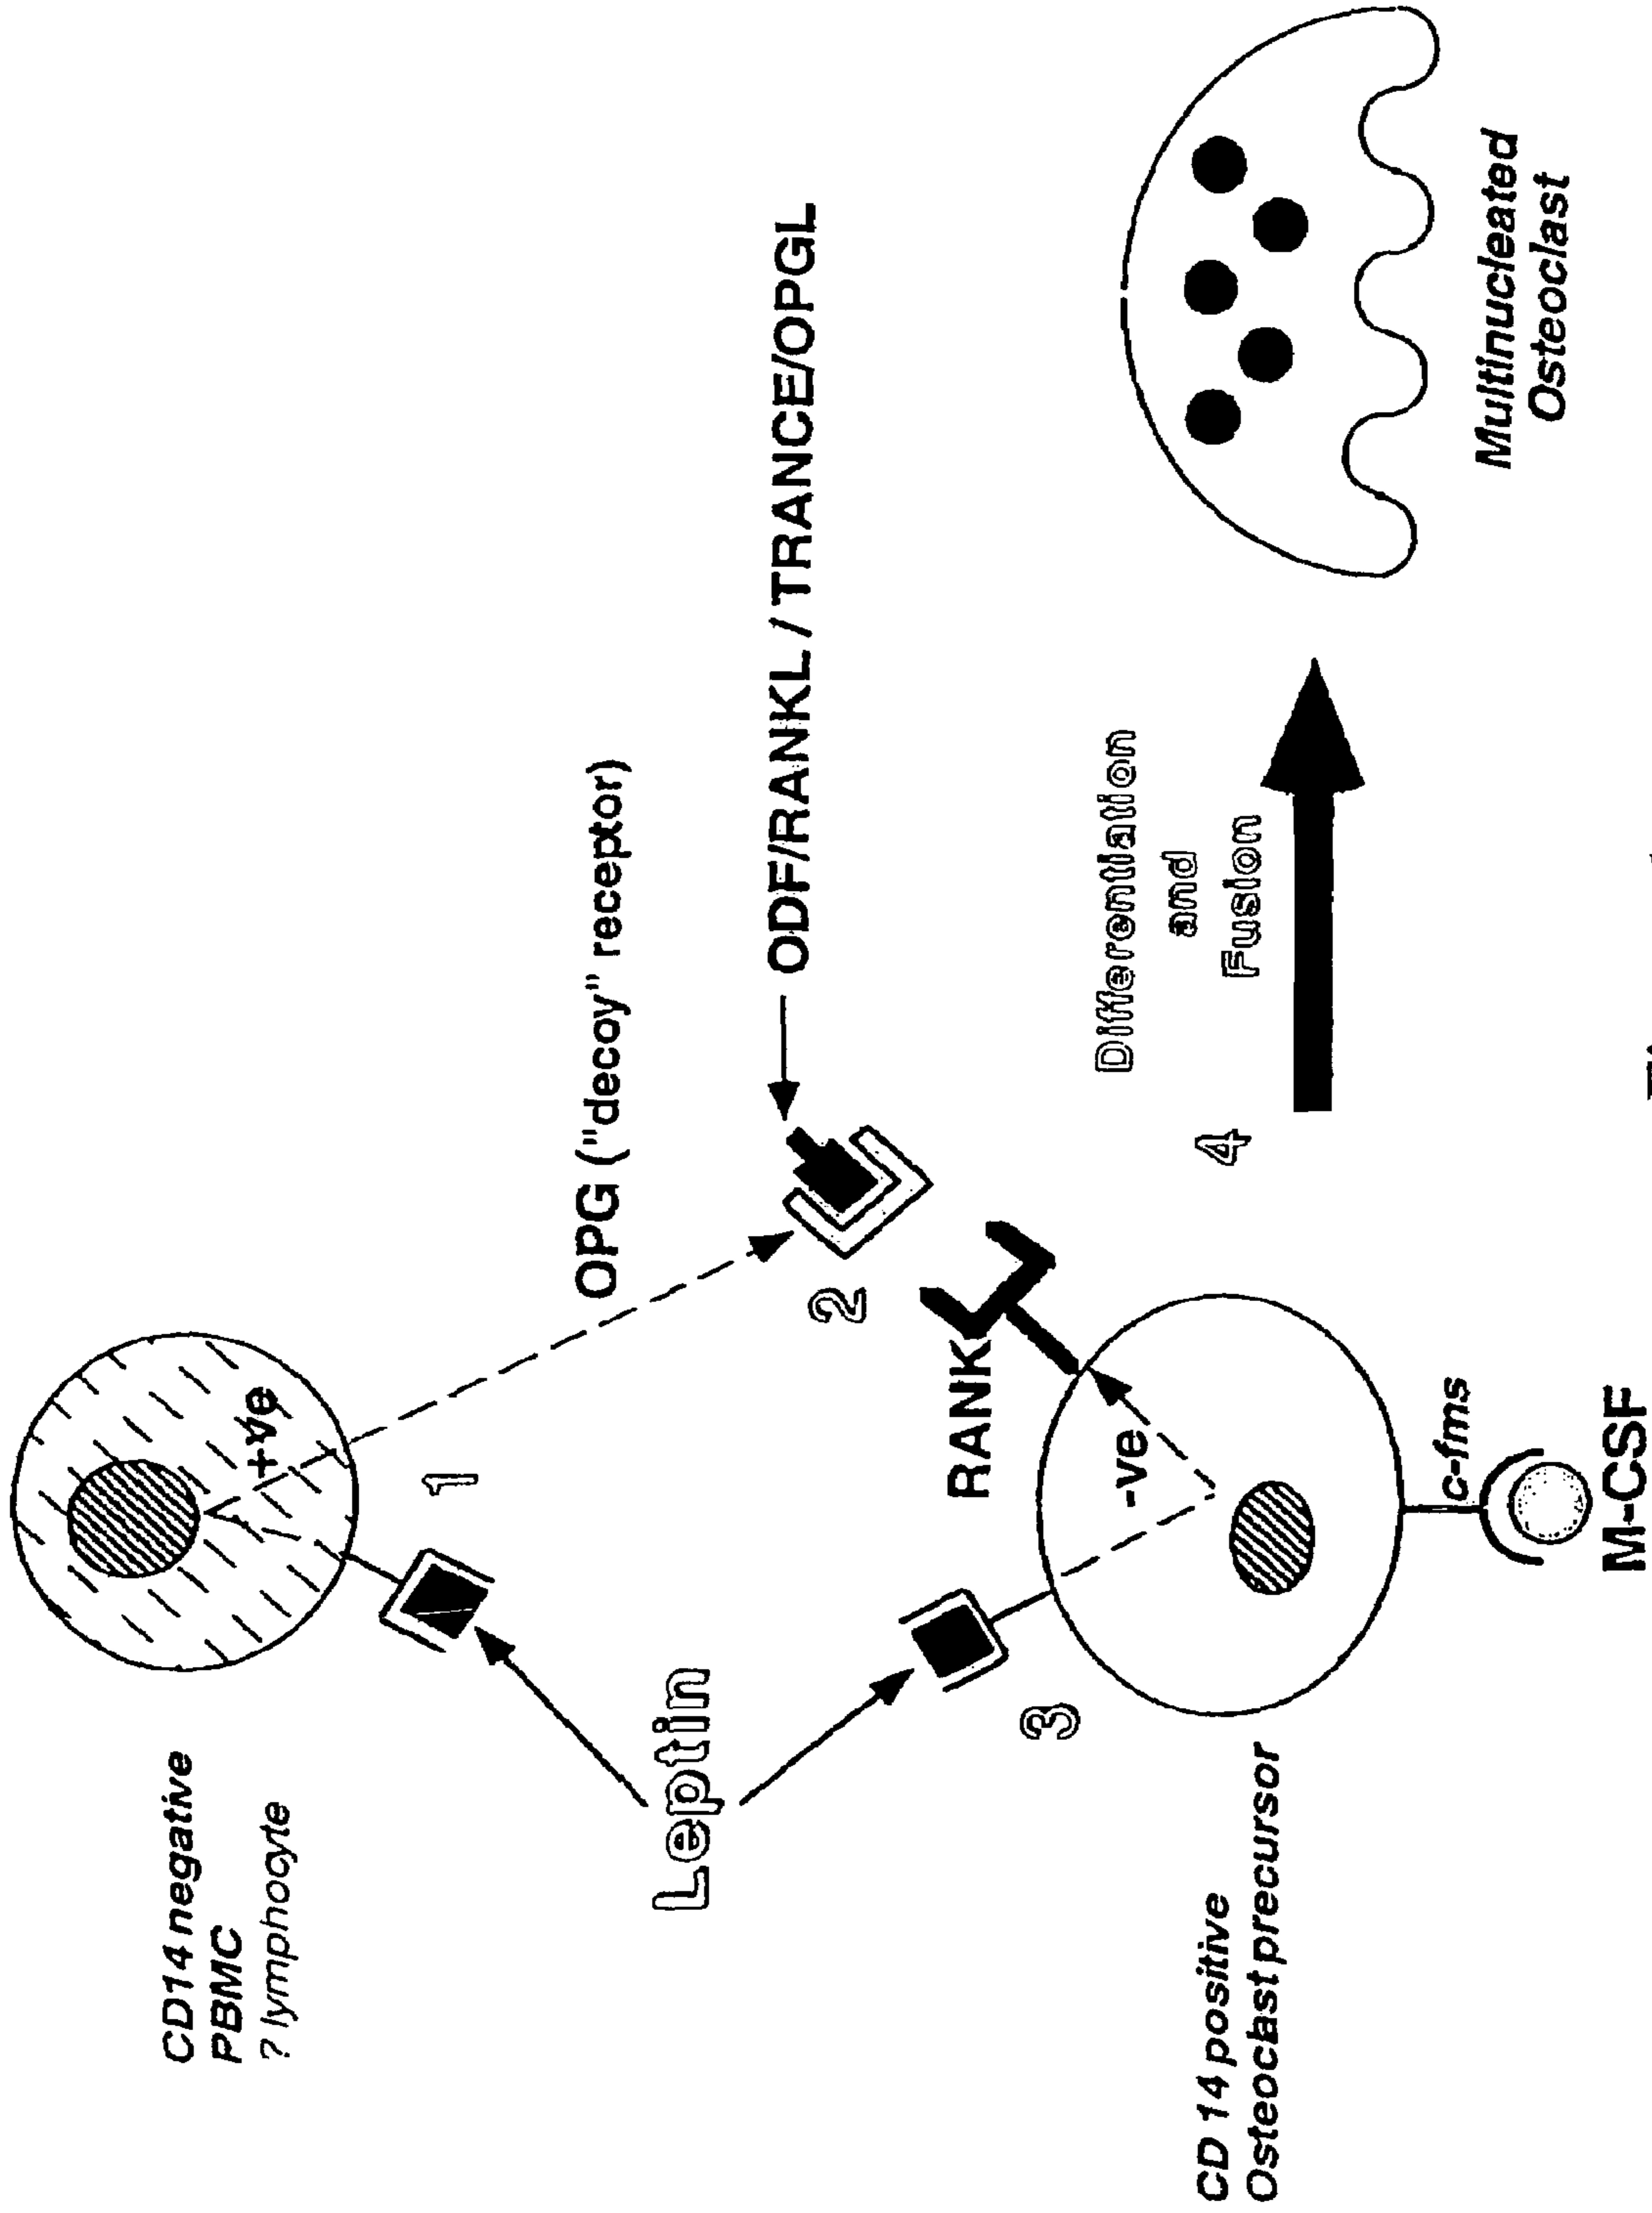 CD14 negative
PBMC
? lymphocyte
+ve
1
OPG ("decoy" receptor)
Leptin
2
ODF/RANKL / TRANCE/OPGL
3
RANK
-ve
CD 14 positive
Osteoclast precursor
c-fms
M-CSF
4
Differentiation
and
Fusion
Multinucleated
Osteoclast